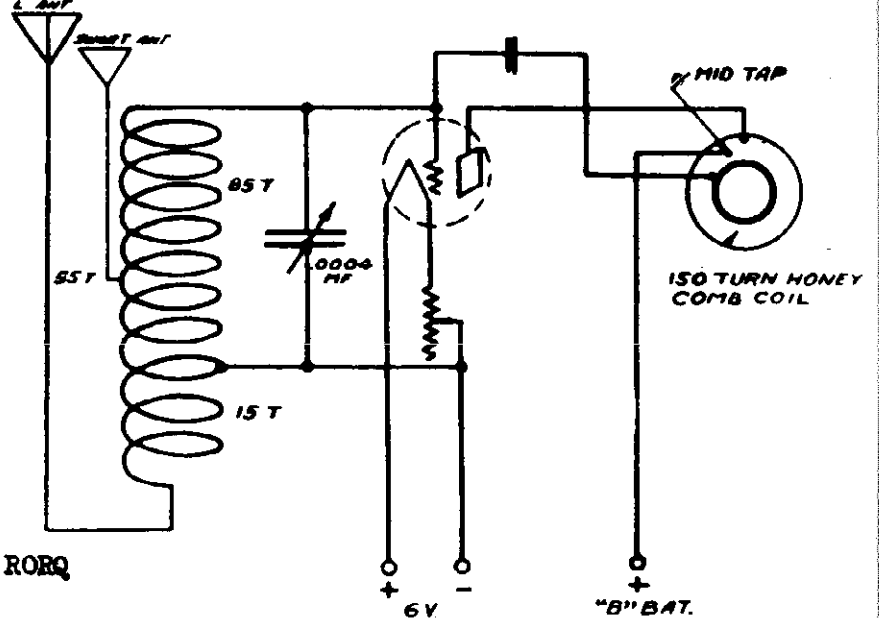 L ANT
SHORT ANT
MID TAP
85 T
.0004
MF
55 T
150 TURN HONEY
COMB COIL
15 T
RORQ
+ -
6 V
+
"B" BAT.